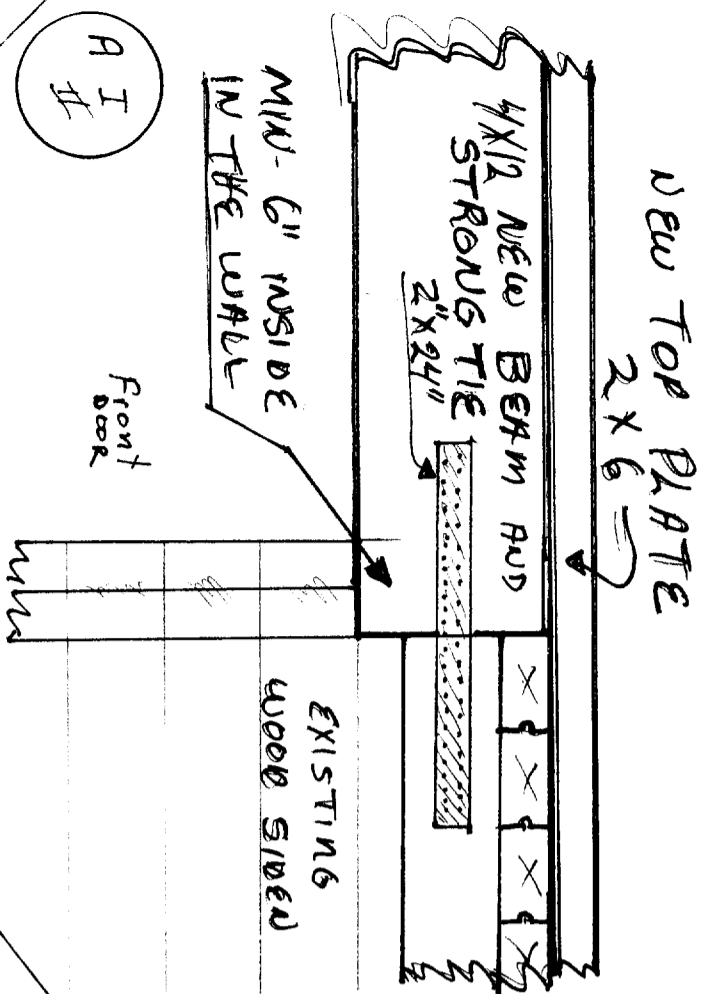 NEW TOP PLATE
2 X 6
4X12 NEW BEAM AND
STRONG TIE
2"X24"
MIN- 6" INSIDE
IN THE WALL
Front
DOOR
EXISTING
WOOD SIDEN
X
X
X
X
A I